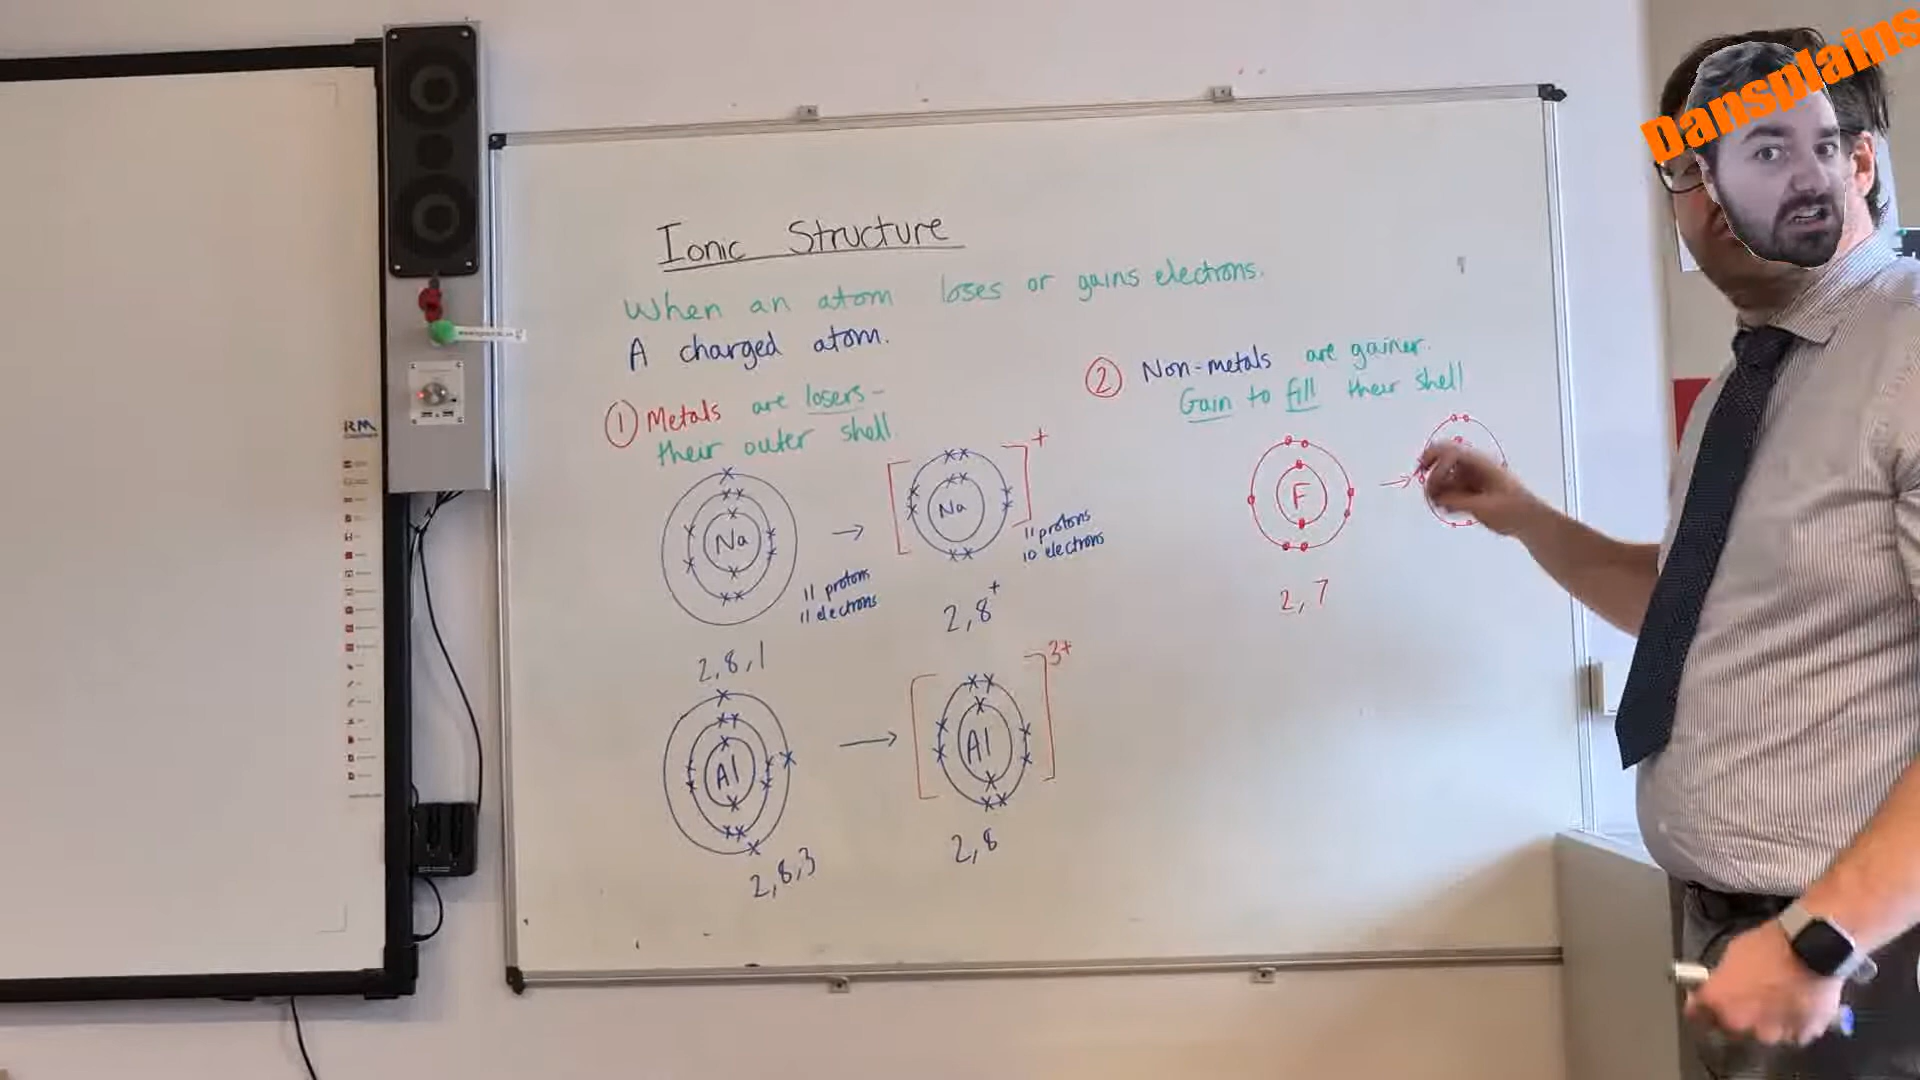 Dansplains
RM
Ionic Structure
When an atom loses or gains electrons.
A charged atom.
① Metals are losers-
their outer shell
Na
11 protons
11 electrons
2,8,1
→
Na
+
11 protons
10 electrons
2,8⁺
Al
2,8,3
→
Al
3+
2,8
② Non-metals are gainer.
Gain to fill their shell
F
→
2,7